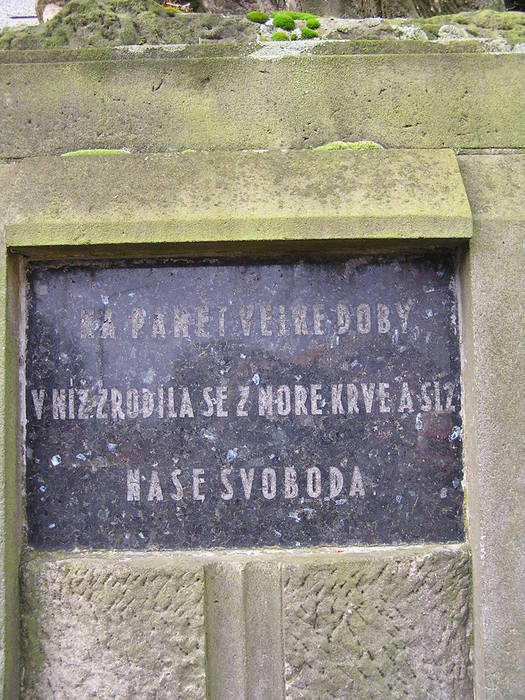 NA PAMĚT VELKÉ DOBY,
V NÍŽ ZRODILA SE Z MOŘE KRVE A SLZ
NAŠE SVOBODA